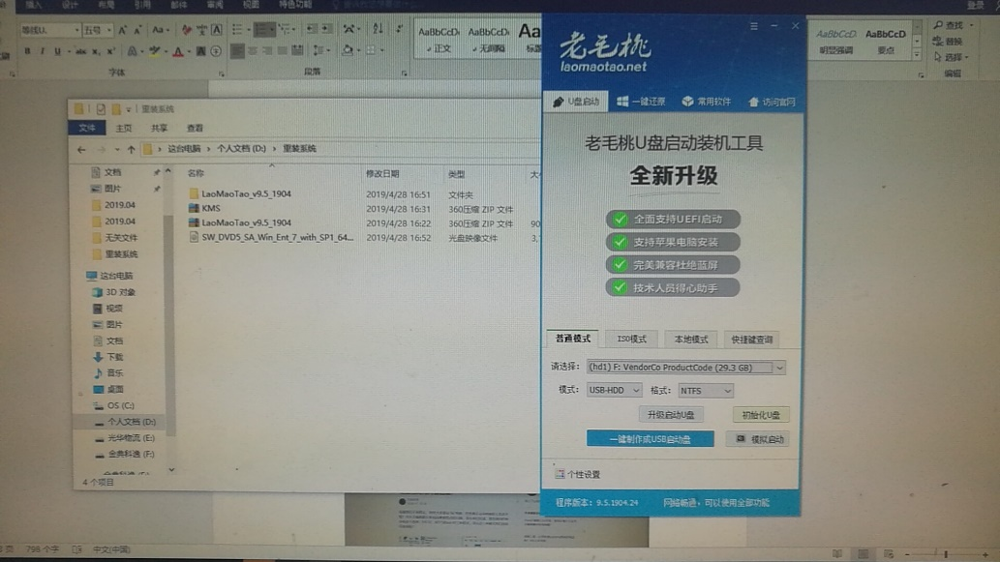 插入 设计 布局 引用 邮件 审阅 视图 特色功能
登录
等线 五号
字体
段落
AaBbCcDı AaBbCcDı
正文 无间隔 标题
AaBbCcD. AaBbCcD
明显强调 要点
查找
替换
选择
编辑
重装系统
文件 主页 共享 查看
这台电脑 › 个人文档 (D:) › 重装系统
名称 修改日期 类型
LaoMaoTao_v9.5_1904 2019/4/28 16:51 文件夹
KMS 2019/4/28 16:31 360压缩 ZIP 文件
LaoMaoTao_v9.5_1904 2019/4/28 16:22 360压缩 ZIP 文件 90
SW_DVD5_SA_Win_Ent_7_with_SP1_64... 2019/4/28 16:52 光盘映像文件 3,
文档
图片
2019.04
2019.04
无关文件
重装系统
这台电脑
3D 对象
视频
图片
文档
下载
音乐
桌面
OS (C:)
个人文档 (D:)
光华物流 (E:)
金典科逸 (F:)
4 个项目
老毛桃
laomaotao.net
U盘启动 一键还原 常用软件 访问官网
老毛桃U盘启动装机工具
全新升级
全面支持UEFI启动
支持苹果电脑安装
完美兼容杜绝蓝屏
技术人员得心助手
普通模式 ISO模式 本地模式 快捷键查询
请选择: (hd1) F: VendorCo ProductCode (29.3 GB)
模式: USB-HDD 格式: NTFS
升级启动U盘 初始化U盘
一键制作成USB启动盘 模拟启动
个性设置
程序版本: 9.5.1904.24 网络畅通，可以使用全部功能
798 个字 中文(中国)